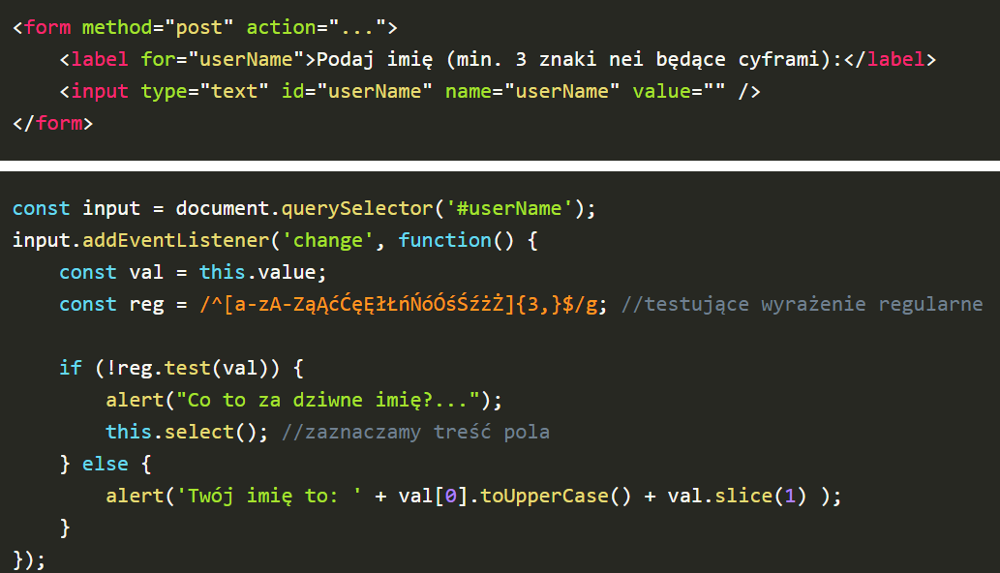 <form method="post" action="...">
    <label for="userName">Podaj imię (min. 3 znaki nei będące cyframi):</label>
    <input type="text" id="userName" name="userName" value="" />
</form>
const input = document.querySelector('#userName');
input.addEventListener('change', function() {
    const val = this.value;
    const reg = /^[a-zA-ZąĄćĆęĘłŁńŃóÓśŚźżŻ]{3,}$/g; //testujące wyrażenie regularne
    if (!reg.test(val)) {
        alert("Co to za dziwne imię?...");
        this.select(); //zaznaczamy treść pola
    } else {
        alert('Twój imię to: ' + val[0].toUpperCase() + val.slice(1) );
    }
});